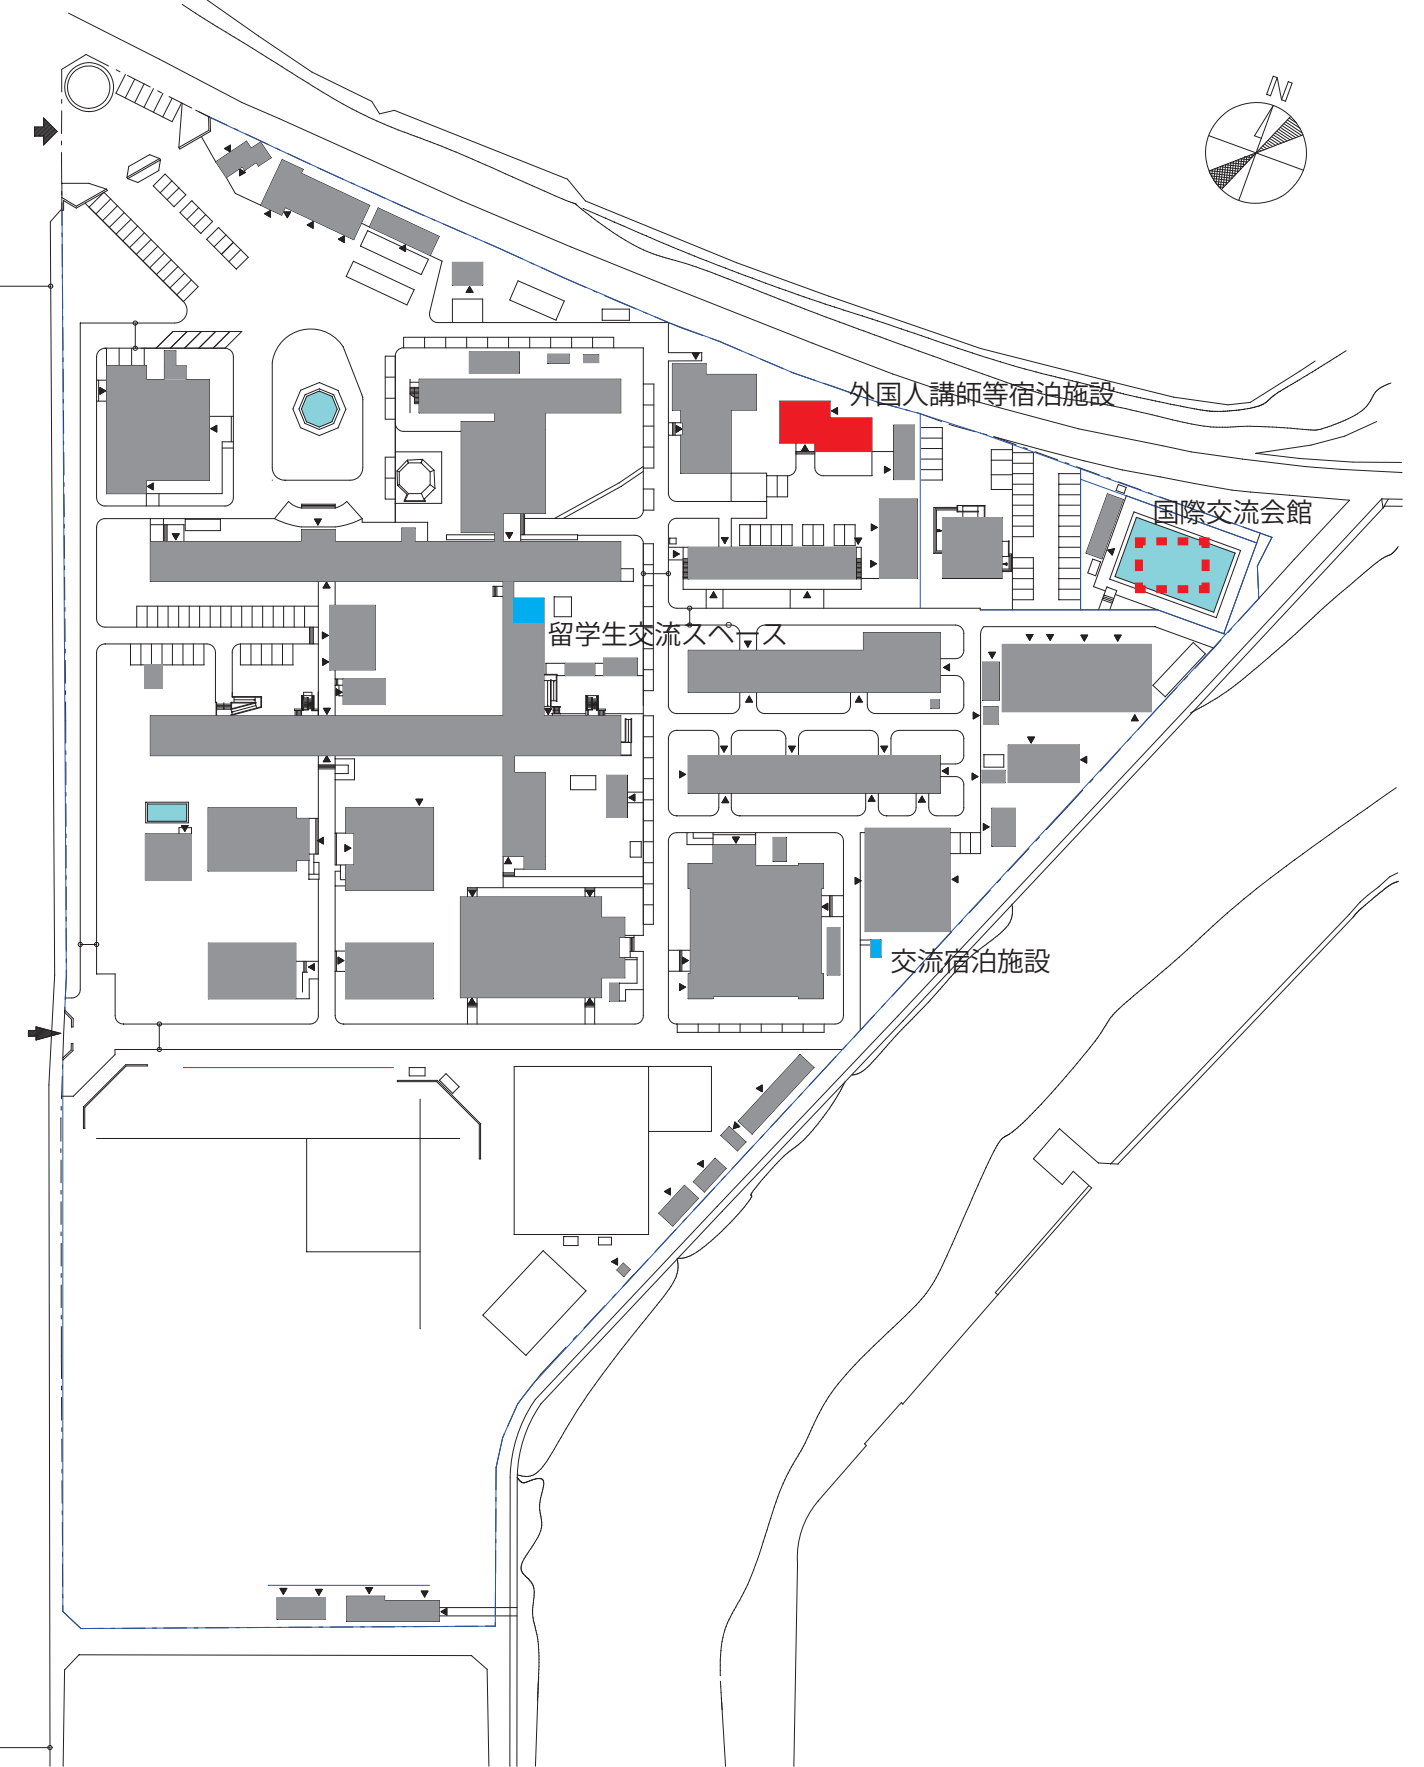 N
外国人講師等宿泊施設
国際交流会館
留学生交流スペース
交流宿泊施設